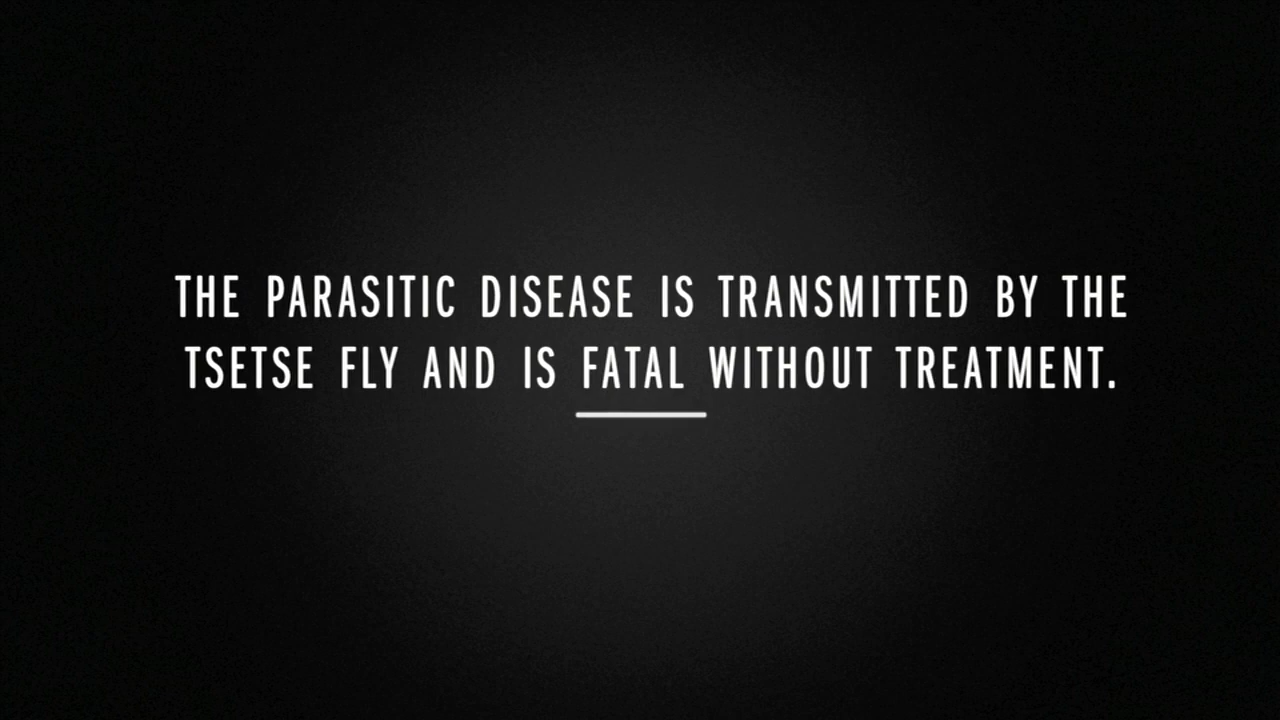 THE PARASITIC DISEASE IS TRANSMITTED BY THE
TSETSE FLY AND IS FATAL WITHOUT TREATMENT.